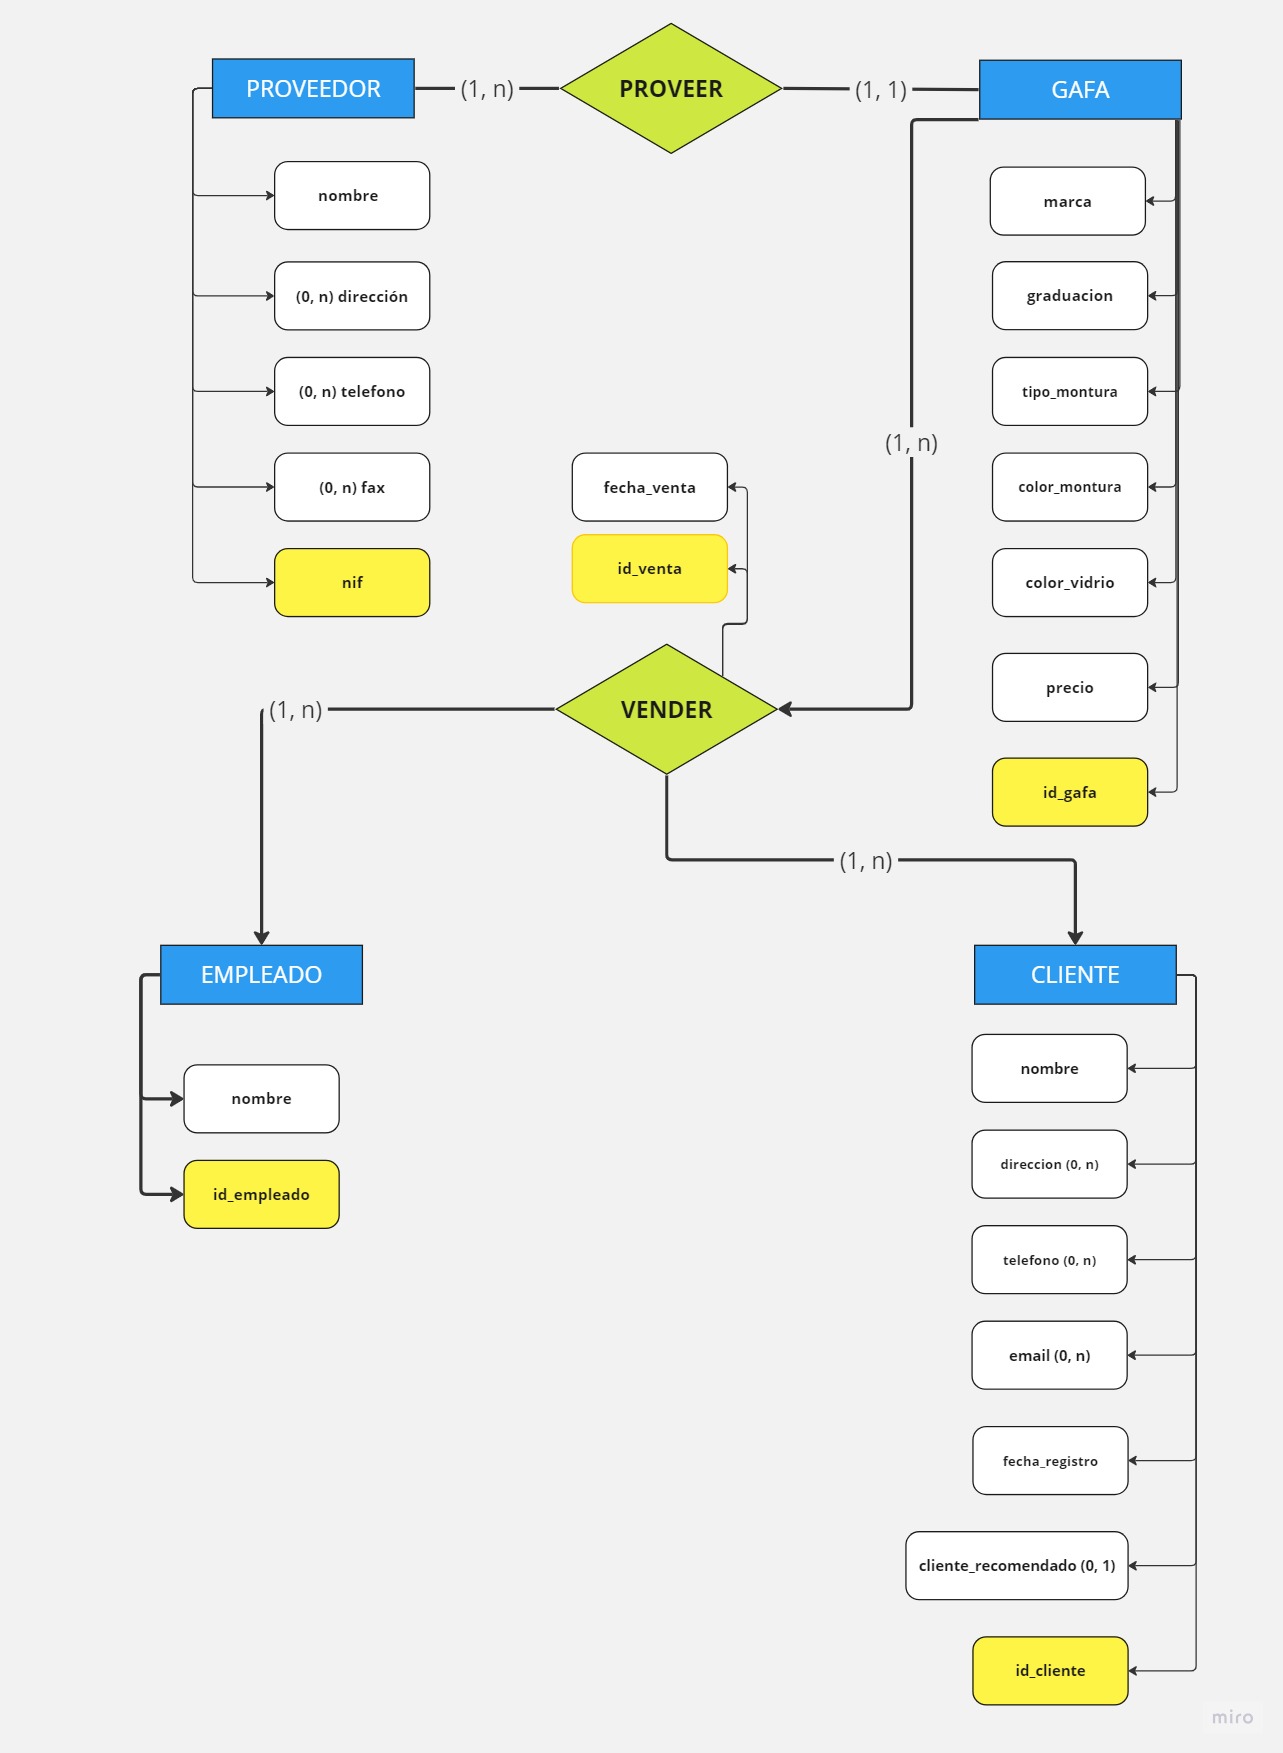 PROVEEDOR
(1, n)
PROVEER
(1, 1)
GAFA
nombre
(0, n) dirección
(0, n) telefono
(0, n) fax
nif
marca
graduacion
tipo_montura
color_montura
color_vidrio
precio
id_gafa
(1, n)
fecha_venta
id_venta
VENDER
(1, n)
(1, n)
EMPLEADO
nombre
id_empleado
CLIENTE
nombre
direccion (0, n)
telefono (0, n)
email (0, n)
fecha_registro
cliente_recomendado (0, 1)
id_cliente
miro